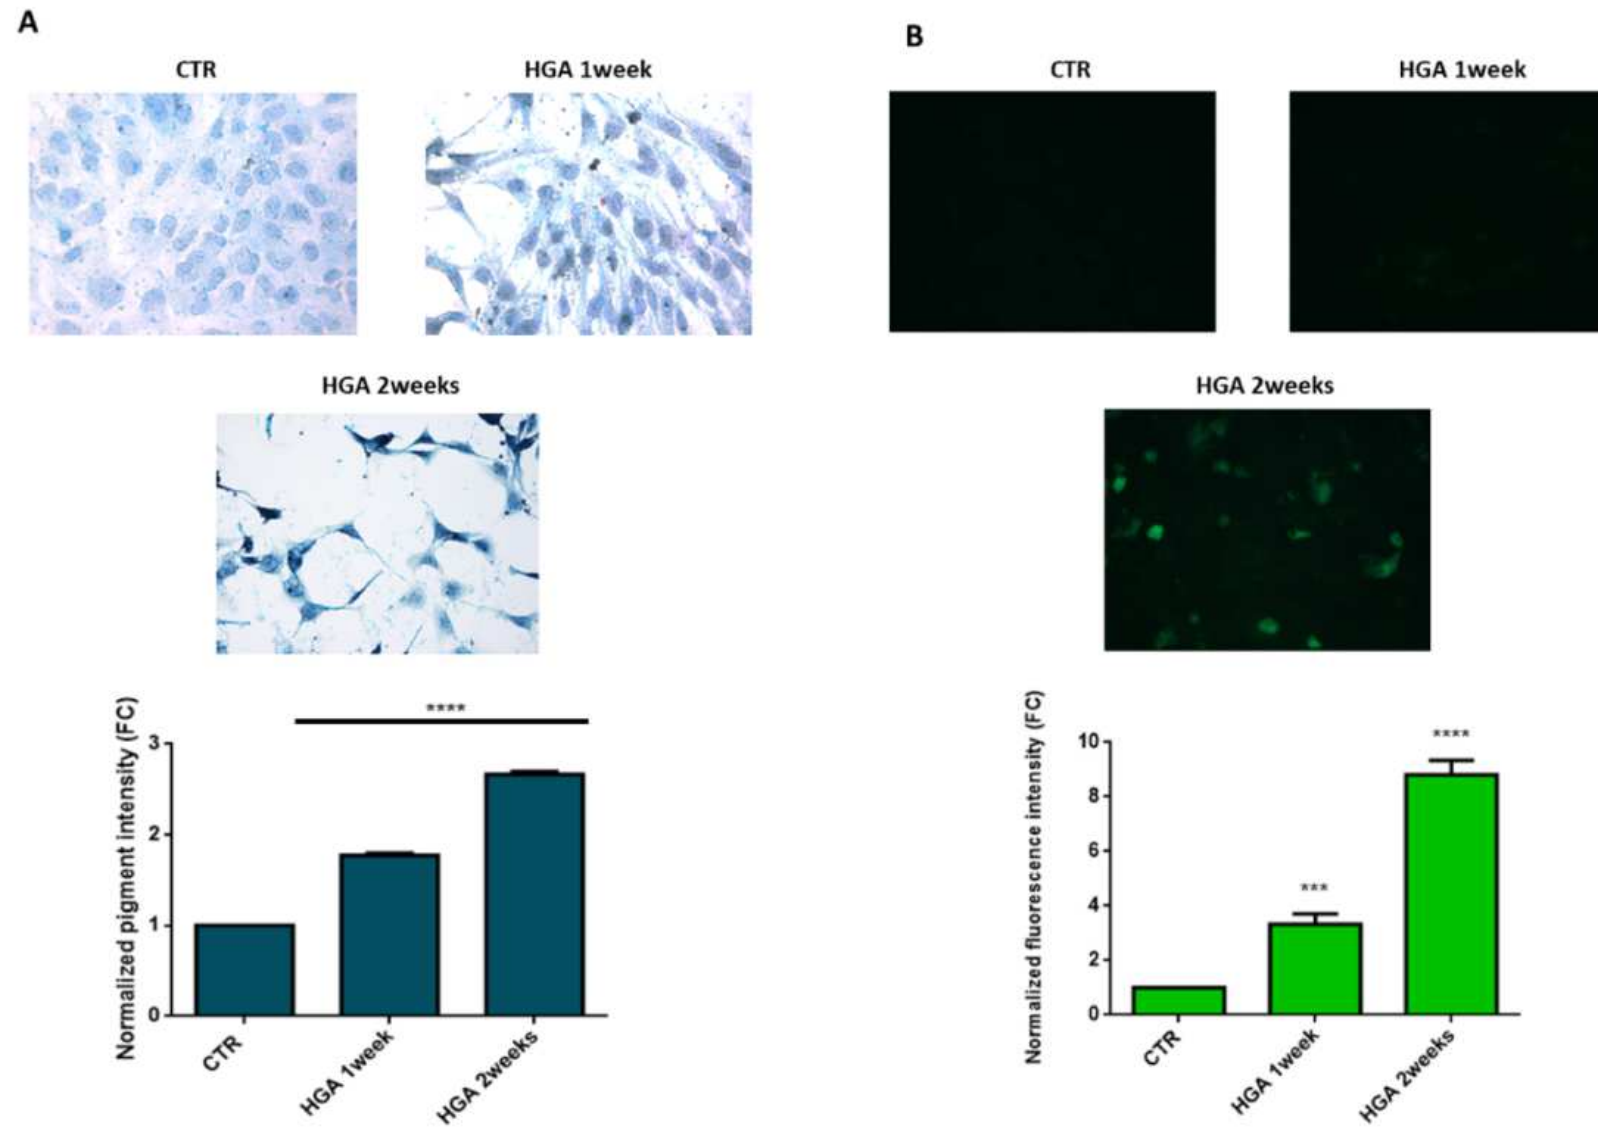 A
CTR
HGA 1week
HGA 2weeks
Normalized pigment intensity (FC)
****
3
2
1
0
CTR
HGA 1week
HGA 2weeks
B
CTR
HGA 1week
HGA 2weeks
Normalized fluorescence intensity (FC)
****
***
10
8
6
4
2
0
CTR
HGA 1week
HGA 2weeks